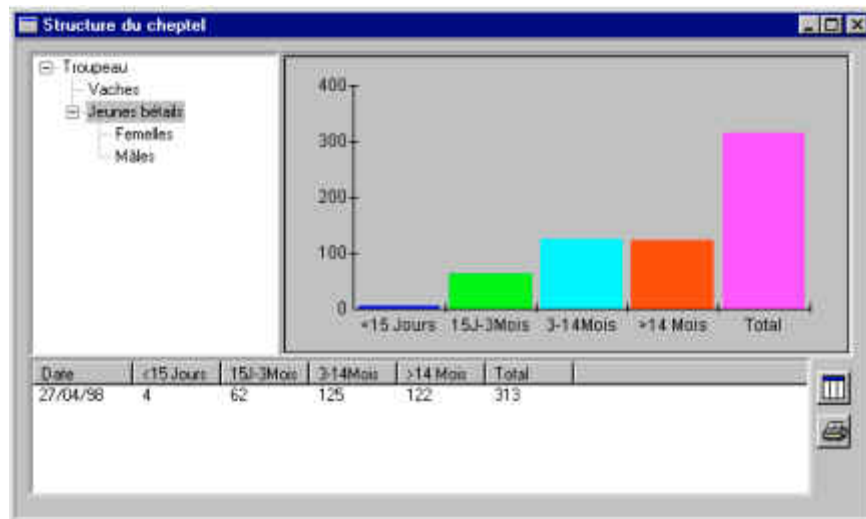 Structure du cheptel
Troupeau
Vaches
Jeunes bétails
Femelles
Mâles
400
300
200
100
0
<15 Jours 15J-3Mois 3-14Mois >14 Mois Total
Date <15 Jours 15J-3Mois 3-14Mois >14 Mois Total
27/04/98 4 62 125 122 313